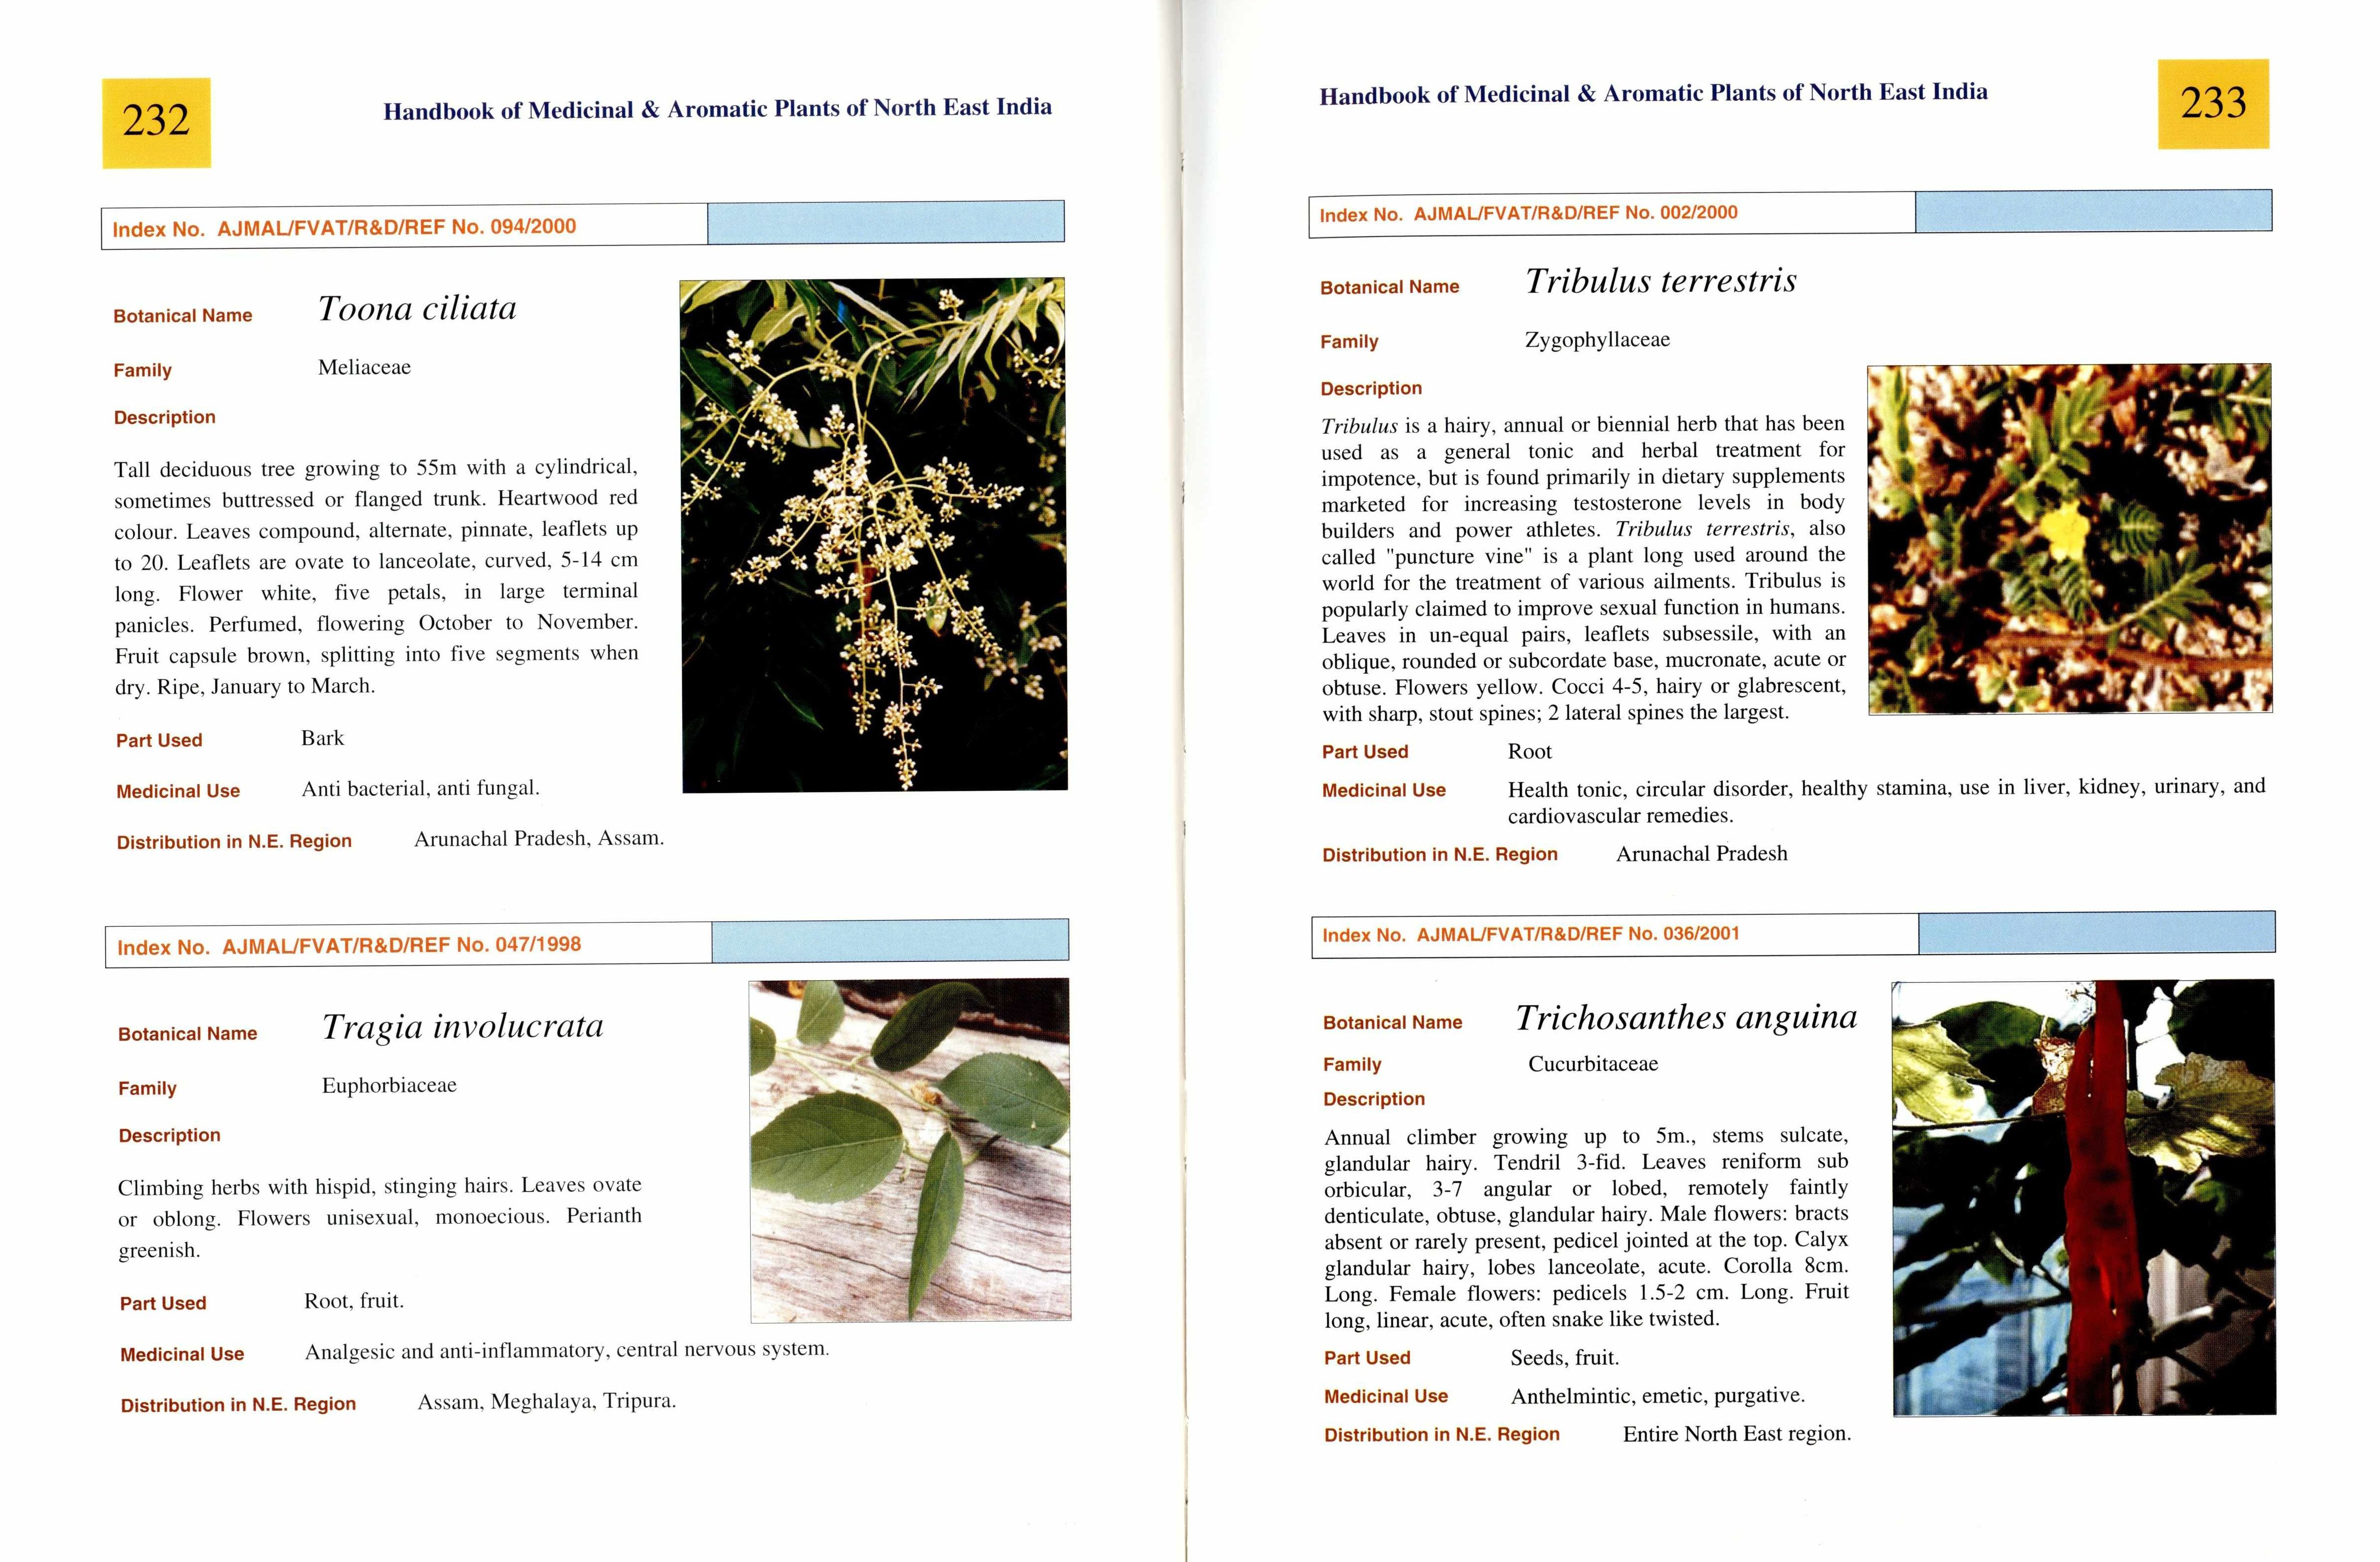 232
Handbook of Medicinal & Aromatic Plants of North East India
Index No. AJMAL/FVAT/R&D/REF No. 094/2000
Botanical Name Toona ciliata
Family Meliaceae
Description
Tall deciduous tree growing to 55m with a cylindrical,
sometimes buttressed or flanged trunk. Heartwood red
colour. Leaves compound, alternate, pinnate, leaflets up
to 20. Leaflets are ovate to lanceolate, curved, 5-14 cm
long. Flower white, five petals, in large terminal
panicles. Perfumed, flowering October to November.
Fruit capsule brown, splitting into five segments when
dry. Ripe, January to March.
Part Used Bark
Medicinal Use Anti bacterial, anti fungal.
Distribution in N.E. Region Arunachal Pradesh, Assam.
Index No. AJMAL/FVAT/R&D/REF No. 047/1998
Botanical Name Tragia involucrata
Family Euphorbiaceae
Description
Climbing herbs with hispid, stinging hairs. Leaves ovate
or oblong. Flowers unisexual, monoecious. Perianth
greenish.
Part Used Root, fruit.
Medicinal Use Analgesic and anti-inflammatory, central nervous system.
Distribution in N.E. Region Assam, Meghalaya, Tripura.
Handbook of Medicinal & Aromatic Plants of North East India
233
Index No. AJMAL/FVAT/R&D/REF No. 002/2000
Botanical Name Tribulus terrestris
Family Zygophyllaceae
Description
Tribulus is a hairy, annual or biennial herb that has been
used as a general tonic and herbal treatment for
impotence, but is found primarily in dietary supplements
marketed for increasing testosterone levels in body
builders and power athletes. Tribulus terrestris, also
called "puncture vine" is a plant long used around the
world for the treatment of various ailments. Tribulus is
popularly claimed to improve sexual function in humans.
Leaves in un-equal pairs, leaflets subsessile, with an
oblique, rounded or subcordate base, mucronate, acute or
obtuse. Flowers yellow. Cocci 4-5, hairy or glabrescent,
with sharp, stout spines; 2 lateral spines the largest.
Part Used Root
Medicinal Use Health tonic, circular disorder, healthy stamina, use in liver, kidney, urinary, and
cardiovascular remedies.
Distribution in N.E. Region Arunachal Pradesh
Index No. AJMAL/FVAT/R&D/REF No. 036/2001
Botanical Name Trichosanthes anguina
Family Cucurbitaceae
Description
Annual climber growing up to 5m., stems sulcate,
glandular hairy. Tendril 3-fid. Leaves reniform sub
orbicular, 3-7 angular or lobed, remotely faintly
denticulate, obtuse, glandular hairy. Male flowers: bracts
absent or rarely present, pedicel jointed at the top. Calyx
glandular hairy, lobes lanceolate, acute. Corolla 8cm.
Long. Female flowers: pedicels 1.5-2 cm. Long. Fruit
long, linear, acute, often snake like twisted.
Part Used Seeds, fruit.
Medicinal Use Anthelmintic, emetic, purgative.
Distribution in N.E. Region Entire North East region.